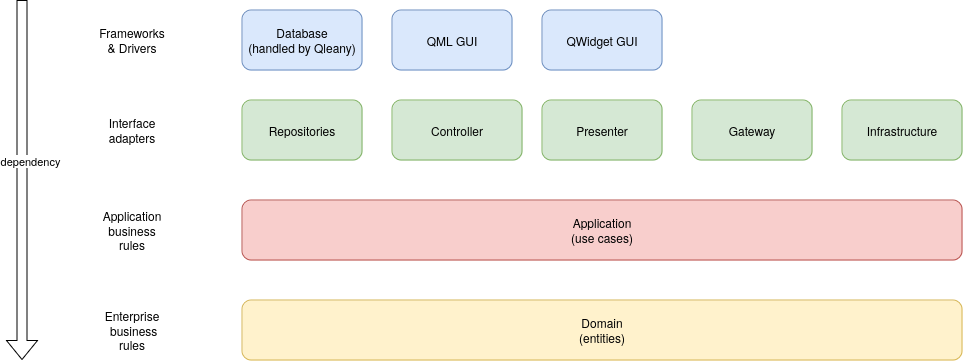 Frameworks
& Drivers
Database
(handled by Qleany)
QML GUI
QWidget GUI
Interface
adapters
Repositories
Controller
Presenter
Gateway
Infrastructure
dependency
Application
business
rules
Application
(use cases)
Enterprise
business
rules
Domain
(entities)